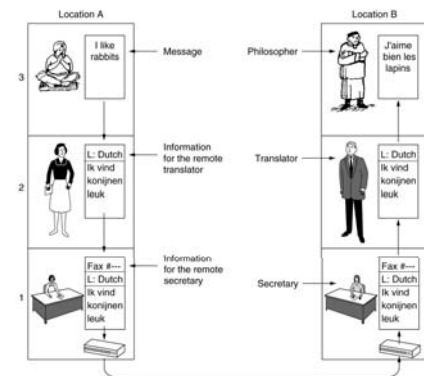 Location A
Location B
3
I like
rabbits
Message
Philosopher
J'aime
bien les
lapins
2
L: Dutch
Ik vind
konijnen
leuk
Information
for the remote
translator
Translator
L: Dutch
Ik vind
konijnen
leuk
1
Fax #---
L: Dutch
Ik vind
konijnen
leuk
Information
for the remote
secretary
Secretary
Fax #---
L: Dutch
Ik vind
konijnen
leuk